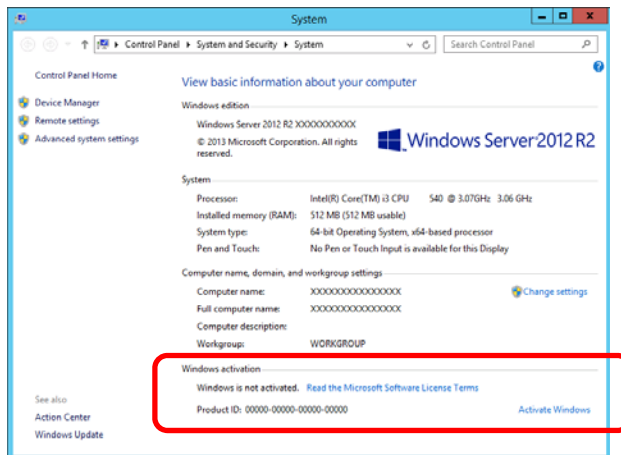 System
Control Panel ▸ System and Security ▸ System
Search Control Panel
Control Panel Home
Device Manager
Remote settings
Advanced system settings
See also
Action Center
Windows Update
View basic information about your computer
Windows edition
Windows Server 2012 R2 XXXXXXXXXX
© 2013 Microsoft Corporation. All rights
reserved.
Windows Server 2012 R2
System
Processor: Intel(R) Core(TM) i3 CPU 540 @ 3.07GHz 3.06 GHz
Installed memory (RAM): 512 MB (512 MB usable)
System type: 64-bit Operating System, x64-based processor
Pen and Touch: No Pen or Touch Input is available for this Display
Computer name, domain, and workgroup settings
Computer name: XXXXXXXXXXXXXXX
Change settings
Full computer name: XXXXXXXXXXXXXXX
Computer description:
Workgroup: WORKGROUP
Windows activation
Windows is not activated. Read the Microsoft Software License Terms
Product ID: 00000-00000-00000-00000
Activate Windows